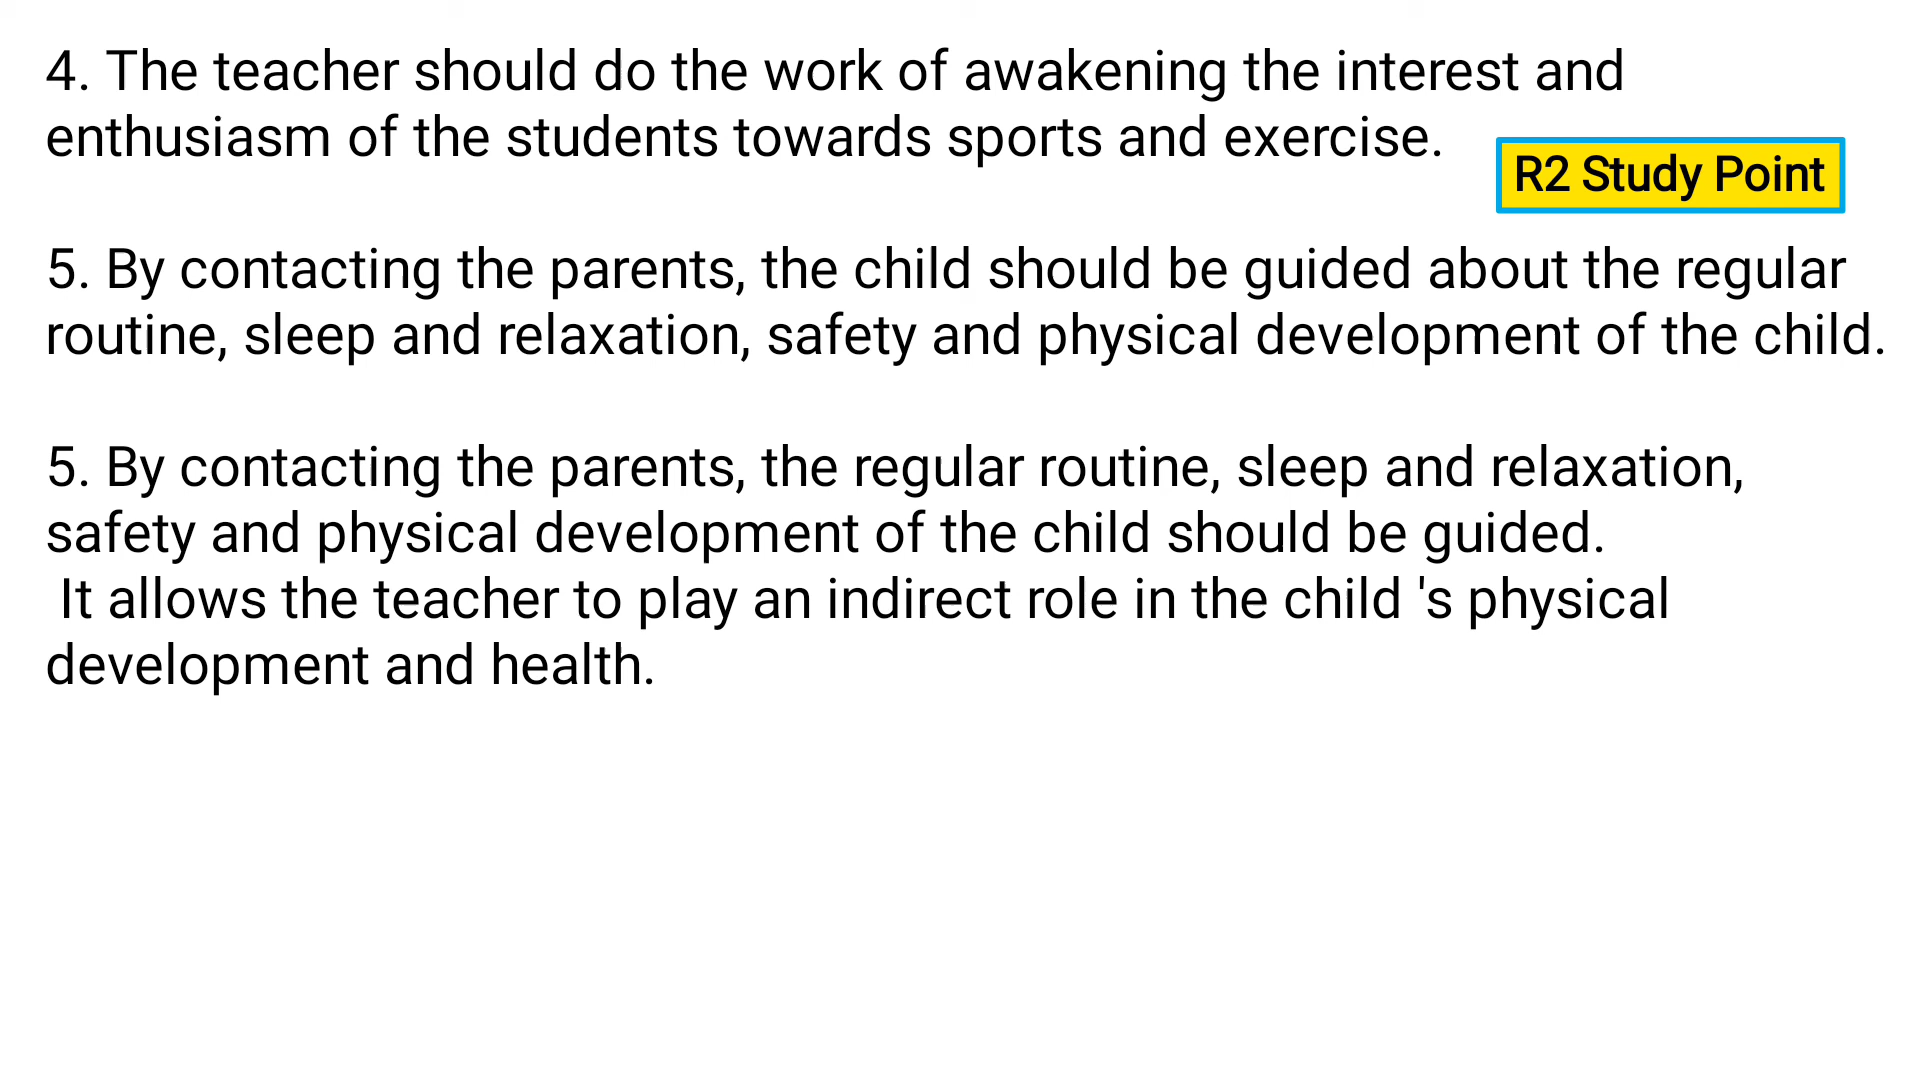 4. The teacher should do the work of awakening the interest and
enthusiasm of the students towards sports and exercise.
R2 Study Point
5. By contacting the parents, the child should be guided about the regular
routine, sleep and relaxation, safety and physical development of the child.
5. By contacting the parents, the regular routine, sleep and relaxation,
safety and physical development of the child should be guided.
It allows the teacher to play an indirect role in the child 's physical
development and health.